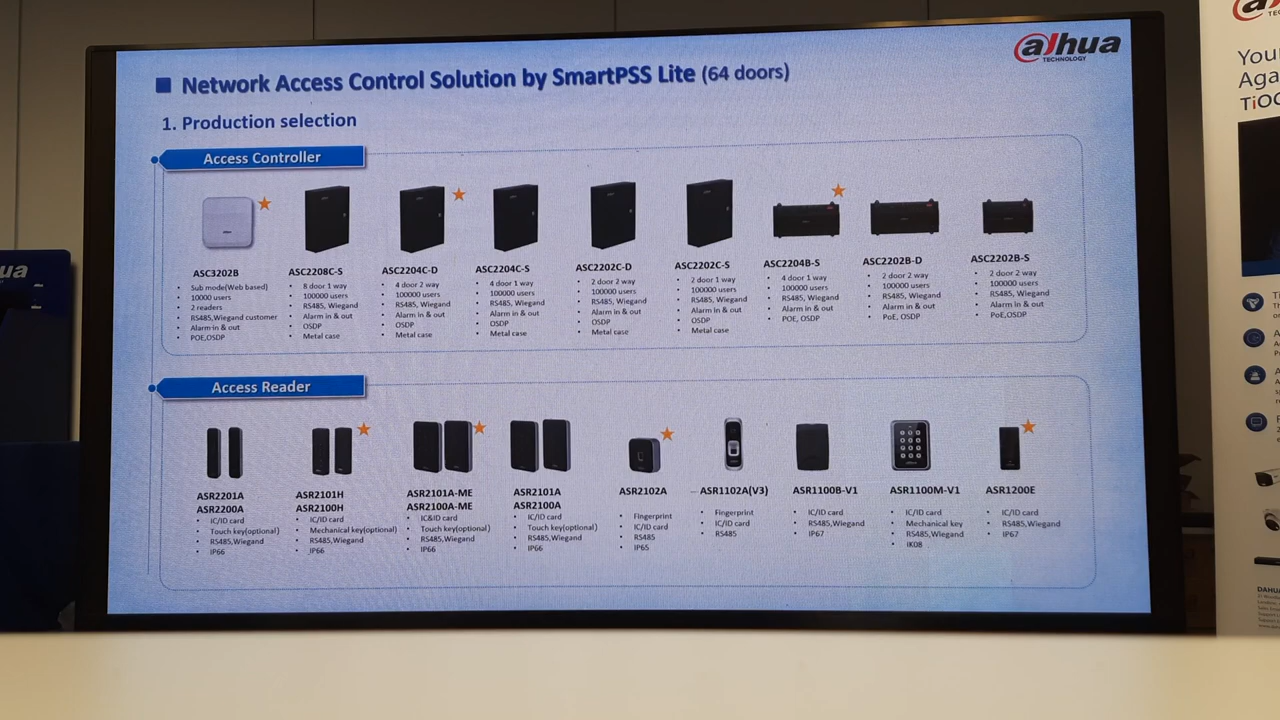 alhua
TECHNOLOGY
Network Access Control Solution by SmartPSS Lite (64 doors)
1. Production selection
Access Controller
ASC3202B
Sub mode(Web based)
10000 users
2 readers
RS485,Wiegand customer
Alarm in & out
POE,OSDP
ASC2208C-S
8 door 1 way
100000 users
RS485, Wiegand
Alarm in & out
OSDP
Metal case
ASC2204C-D
4 door 2 way
100000 users
RS485, Wiegand
Alarm in & out
OSDP
Metal case
ASC2204C-S
4 door 1 way
100000 users
RS485, Wiegand
Alarm in & out
OSDP
Metal case
ASC2202C-D
2 door 2 way
100000 users
RS485, Wiegand
Alarm in & out
OSDP
Metal case
ASC2202C-S
2 door 1 way
100000 users
RS485, Wiegand
Alarm in & out
OSDP
Metal case
ASC2204B-S
4 door 1 way
100000 users
RS485, Wiegand
Alarm in & out
POE, OSDP
ASC2202B-D
2 door 2 way
100000 users
RS485, Wiegand
Alarm in & out
PoE, OSDP
ASC2202B-S
2 door 2 way
100000 users
RS485, Wiegand
Alarm in & out
PoE,OSDP
Access Reader
ASR2201A
ASR2200A
IC/ID card
Touch key(optional)
RS485,Wiegand
IP66
ASR2101H
ASR2100H
IC/ID card
Mechanical key(optional)
RS485,Wiegand
IP66
ASR2101A-ME
ASR2100A-ME
IC&ID card
Touch key(optional)
RS485,Wiegand
IP66
ASR2101A
ASR2100A
IC/ID card
Touch key(optional)
RS485,Wiegand
IP66
ASR2102A
Fingerprint
IC/ID card
RS485
IP65
ASR1102A(V3)
Fingerprint
IC/ID card
RS485
ASR1100B-V1
IC/ID card
RS485,Wiegand
IP67
ASR1100M-V1
IC/ID card
Mechanical key
RS485,Wiegand
IK08
ASR1200E
IC/ID card
RS485,Wiegand
IP67
ua
You
Aga
TiOC
DAHUA